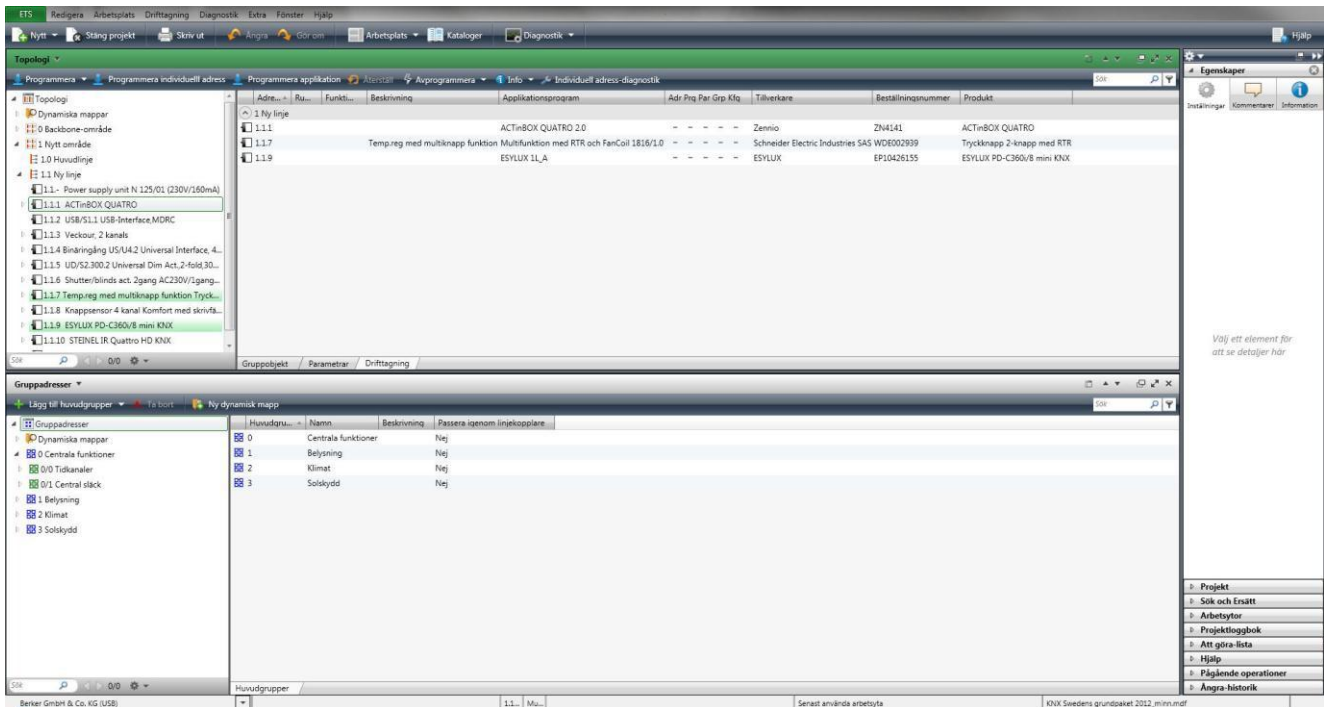 ETS Redigera Arbetsplats Drifttagning Diagnostik Extra Fönster Hjälp
Nytt Stäng projekt Skriv ut Ångra Gör om Arbetsplats Kataloger Diagnostik Hjälp
Topologi
Programmera Programmera individuell adress Programmera applikation Återställ Avprogrammera Info Individuell adress-diagnostik Sök
Topologi
Dynamiska mappar
0 Backbone-område
1 Nytt område
1.0 Huvudlinje
1.1 Ny linje
1.1.- Power supply unit N 125/01 (230V/160mA)
1.1.1 ACTinBOX QUATRO
1.1.2 USB/S1.1 USB-Interface,MDRC
1.1.3 Veckour, 2 kanals
1.1.4 Binäringång US/U4.2 Universal Interface, 4...
1.1.5 UD/S2.300.2 Universal Dim Act.,2-fold,30...
1.1.6 Shutter/blinds act. 2gang AC230V/1gang...
1.1.7 Temp.reg med multiknapp funktion Tryck...
1.1.8 Knappsensor 4 kanal Komfort med skrivfä...
1.1.9 ESYLUX PD-C360i/8 mini KNX
1.1.10 STEINEL IR Quattro HD KNX
Sök 0/0
Adre... Ru... Funkti... Beskrivning Applikationsprogram Adr Prg Par Grp Kfg Tillverkare Beställningsnummer Produkt
1 Ny linje
1.1.1 ACTinBOX QUATRO 2.0 - - - - - Zennio ZN4141 ACTinBOX QUATRO
1.1.7 Temp.reg med multiknapp funktion Multifunktion med RTR och FanCoil 1816/1.0 - - - - - Schneider Electric Industries SAS WDE002939 Tryckknapp 2-knapp med RTR
1.1.9 ESYLUX 1L_A - - - - - ESYLUX EP10426155 ESYLUX PD-C360i/8 mini KNX
Gruppobjekt Parametrar Drifttagning
Gruppadresser
Lägg till huvudgrupper Ta bort Ny dynamisk mapp Sök
Gruppadresser
Dynamiska mappar
0 Centrala funktioner
0/0 Tidkanaler
0/1 Central släck
1 Belysning
2 Klimat
3 Solskydd
Sök 0/0
Huvudgru... Namn Beskrivning Passera igenom linjekopplare
0 Centrala funktioner Nej
1 Belysning Nej
2 Klimat Nej
3 Solskydd Nej
Huvudgrupper
Egenskaper
Inställningar Kommentarer Information
Välj ett element för
att se detaljer här
Projekt
Sök och Ersätt
Arbetsytor
Projektloggbok
Att göra-lista
Hjälp
Pågående operationer
Ångra-historik
Berker GmbH & Co. KG (USB) 1.1... Mu... Senast använda arbetsyta KNX Swedens grundpaket 2012_minn.mdf